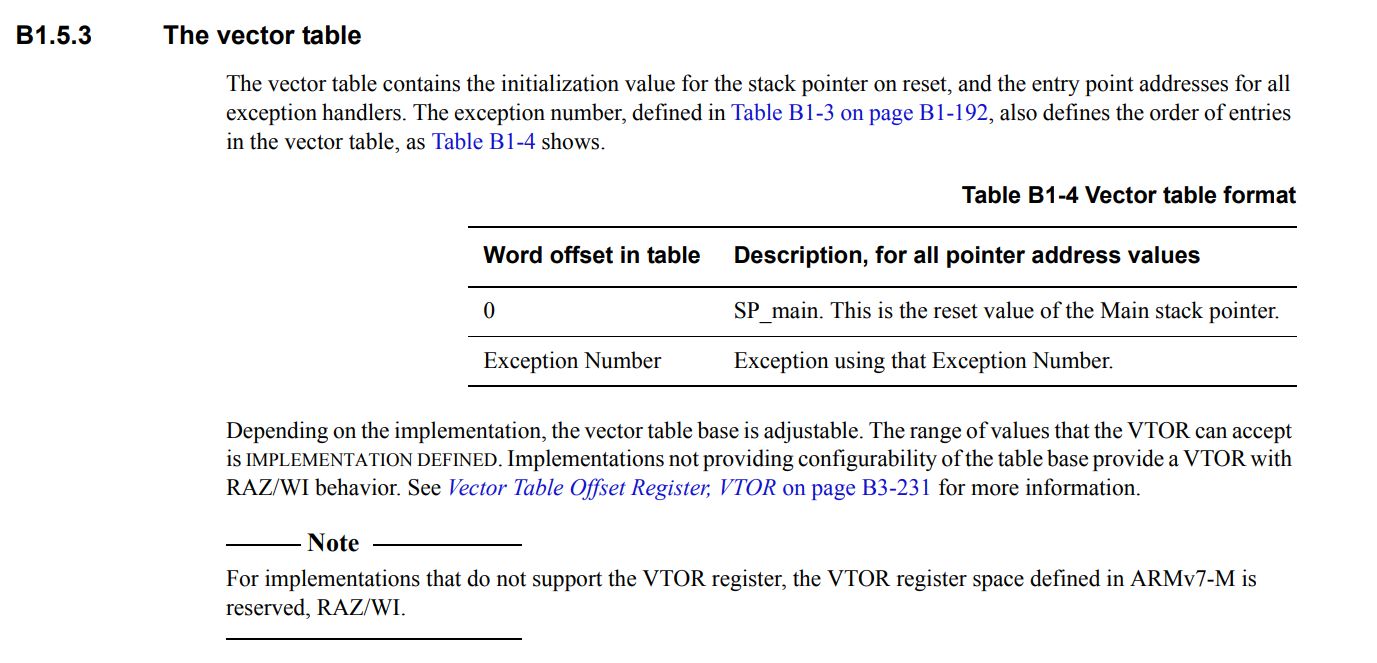 B1.5.3 The vector table
The vector table contains the initialization value for the stack pointer on reset, and the entry point addresses for all
exception handlers. The exception number, defined in Table B1-3 on page B1-192, also defines the order of entries
in the vector table, as Table B1-4 shows.
Table B1-4 Vector table format
Word offset in table Description, for all pointer address values
0 SP_main. This is the reset value of the Main stack pointer.
Exception Number Exception using that Exception Number.
Depending on the implementation, the vector table base is adjustable. The range of values that the VTOR can accept
is IMPLEMENTATION DEFINED. Implementations not providing configurability of the table base provide a VTOR with
RAZ/WI behavior. See Vector Table Offset Register, VTOR on page B3-231 for more information.
Note
For implementations that do not support the VTOR register, the VTOR register space defined in ARMv7-M is
reserved, RAZ/WI.